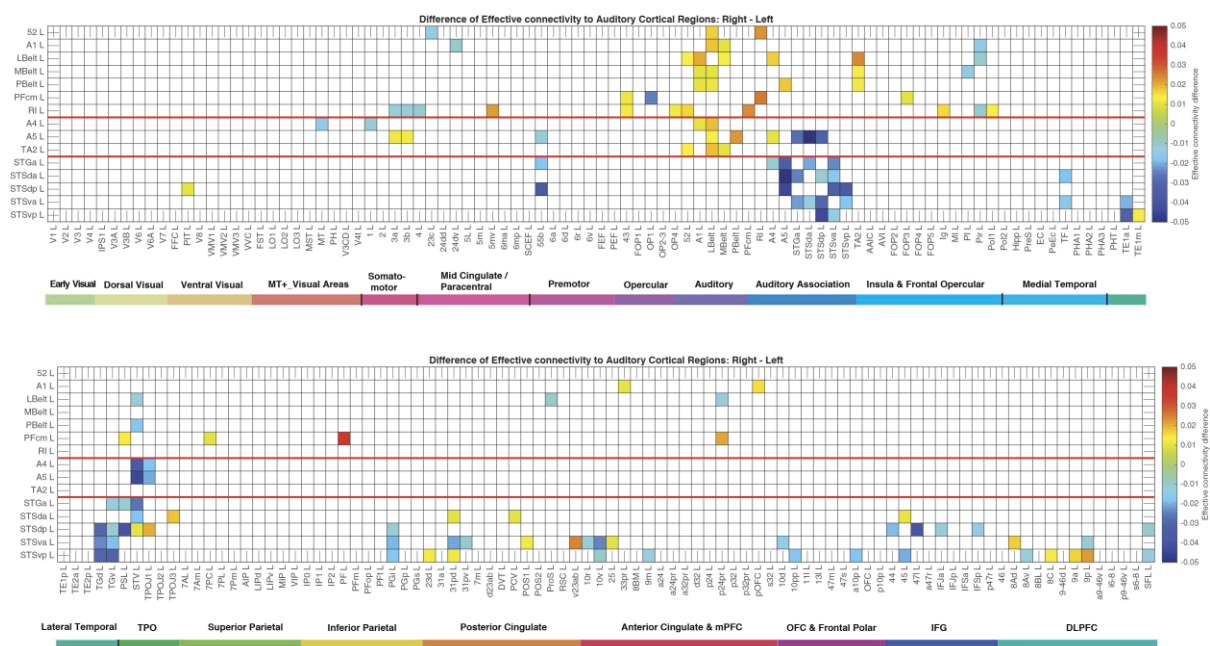 Difference of Effective connectivity to Auditory Cortical Regions: Right - Left
52 L
A1 L
LBelt L
MBelt L
PBelt L
PFcm L
RI L
A4 L
A5 L
TA2 L
STGa L
STSda L
STSdp L
STSva L
STSvp L
0.05
0.04
0.03
0.02
0.01
0
-0.01
-0.02
-0.03
-0.04
-0.05
Effective connectivity difference
V1 L
V2 L
V3 L
V4 L
IPS1 L
V3A L
V3B L
V6 L
V6A L
V7 L
FFC L
PIT L
V8 L
VMV1 L
VMV2 L
VMV3 L
VVC L
FST L
LO1 L
LO2 L
LO3 L
MST L
MT L
PH L
V3CD L
V4t L
1 L
2 L
3a L
3b L
4 L
23c L
24dd L
24dv L
5L L
5m L
5mv L
6ma L
6mp L
SCEF L
55b L
6a L
6d L
6r L
6v L
FEF L
PEF L
43 L
FOP1 L
OP1 L
OP2-3 L
OP4 L
52 L
A1 L
LBelt L
MBelt L
PBelt L
PFcm L
RI L
A4 L
A5 L
STGa L
STSda L
STSdp L
STSva L
STSvp L
TA2 L
AAIC L
AVI L
FOP2 L
FOP3 L
FOP4 L
FOP5 L
Ig L
MI L
PI L
Pir L
PoI1 L
PoI2 L
Hipp L
PreS L
EC L
PeEc L
TF L
PHA1 L
PHA2 L
PHA3 L
PHT L
TE1a L
TE1m L
Early Visual
Dorsal Visual
Ventral Visual
MT+_Visual Areas
Somato-
motor
Mid Cingulate /
Paracentral
Premotor
Opercular
Auditory
Auditory Association
Insula & Frontal Opercular
Medial Temporal
Difference of Effective connectivity to Auditory Cortical Regions: Right - Left
52 L
A1 L
LBelt L
MBelt L
PBelt L
PFcm L
RI L
A4 L
A5 L
TA2 L
STGa L
STSda L
STSdp L
STSva L
STSvp L
0.05
0.04
0.03
0.02
0.01
0
-0.01
-0.02
-0.03
-0.04
-0.05
Effective connectivity difference
TE1p L
TE2a L
TE2p L
TGd L
TGv L
PSL L
STV L
TPOJ1 L
TPOJ2 L
TPOJ3 L
7AL L
7Am L
7PC L
7PL L
7Pm L
AIP L
LIPd L
LIPv L
MIP L
VIP L
IP0 L
IP1 L
IP2 L
PF L
PFm L
PFop L
PFt L
PGi L
PGp L
PGs L
23d L
31a L
31pd L
31pv L
7m L
d23ab L
DVT L
PCV L
POS1 L
POS2 L
ProS L
RSC L
v23ab L
10r L
10v L
25 L
33pr L
8BM L
9m L
a24 L
a24pr L
a32pr L
d32 L
p24 L
p24pr L
p32 L
p32pr L
pOFC L
s32 L
10d L
10pp L
11l L
13l L
47m L
47s L
a10p L
OFC L
p10p L
44 L
45 L
47l L
a47r L
IFJa L
IFJp L
IFSa L
IFSp L
p47r L
46 L
8Ad L
8Av L
8BL L
8C L
9-46d L
9a L
9p L
a9-46v L
i6-8 L
p9-46v L
s6-8 L
SFL L
Lateral Temporal
TPO
Superior Parietal
Inferior Parietal
Posterior Cingulate
Anterior Cingulate & mPFC
OFC & Frontal Polar
IFG
DLPFC